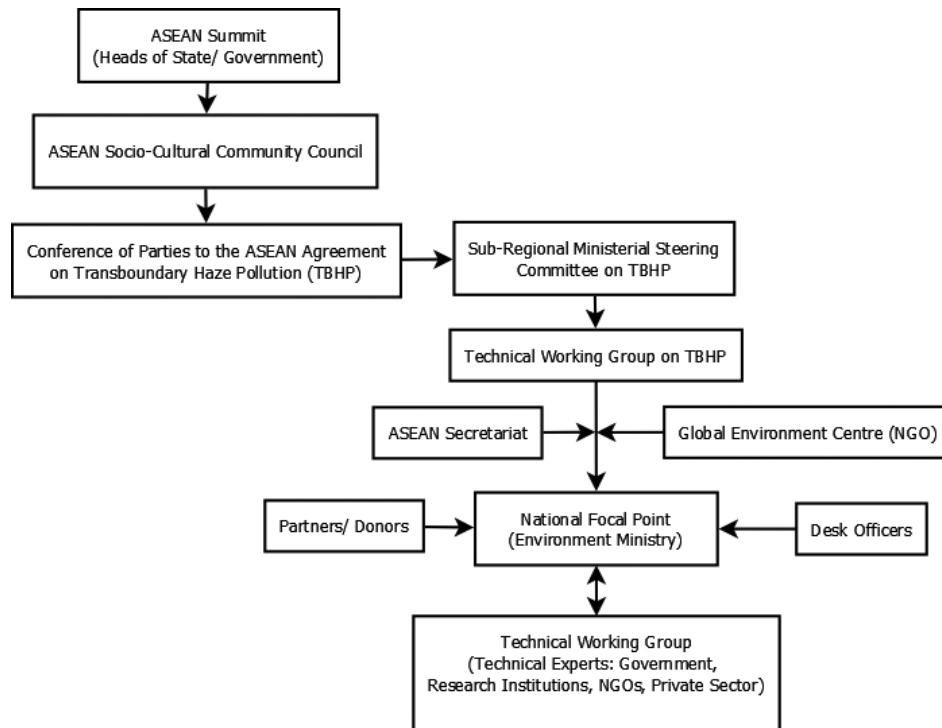 ASEAN Summit
(Heads of State/ Government)
ASEAN Socio-Cultural Community Council
Conference of Parties to the ASEAN Agreement
on Transboundary Haze Pollution (TBHP)
Sub-Regional Ministerial Steering
Committee on TBHP
Technical Working Group on TBHP
ASEAN Secretariat
Global Environment Centre (NGO)
Partners/ Donors
National Focal Point
(Environment Ministry)
Desk Officers
Technical Working Group
(Technical Experts: Government,
Research Institutions, NGOs, Private Sector)